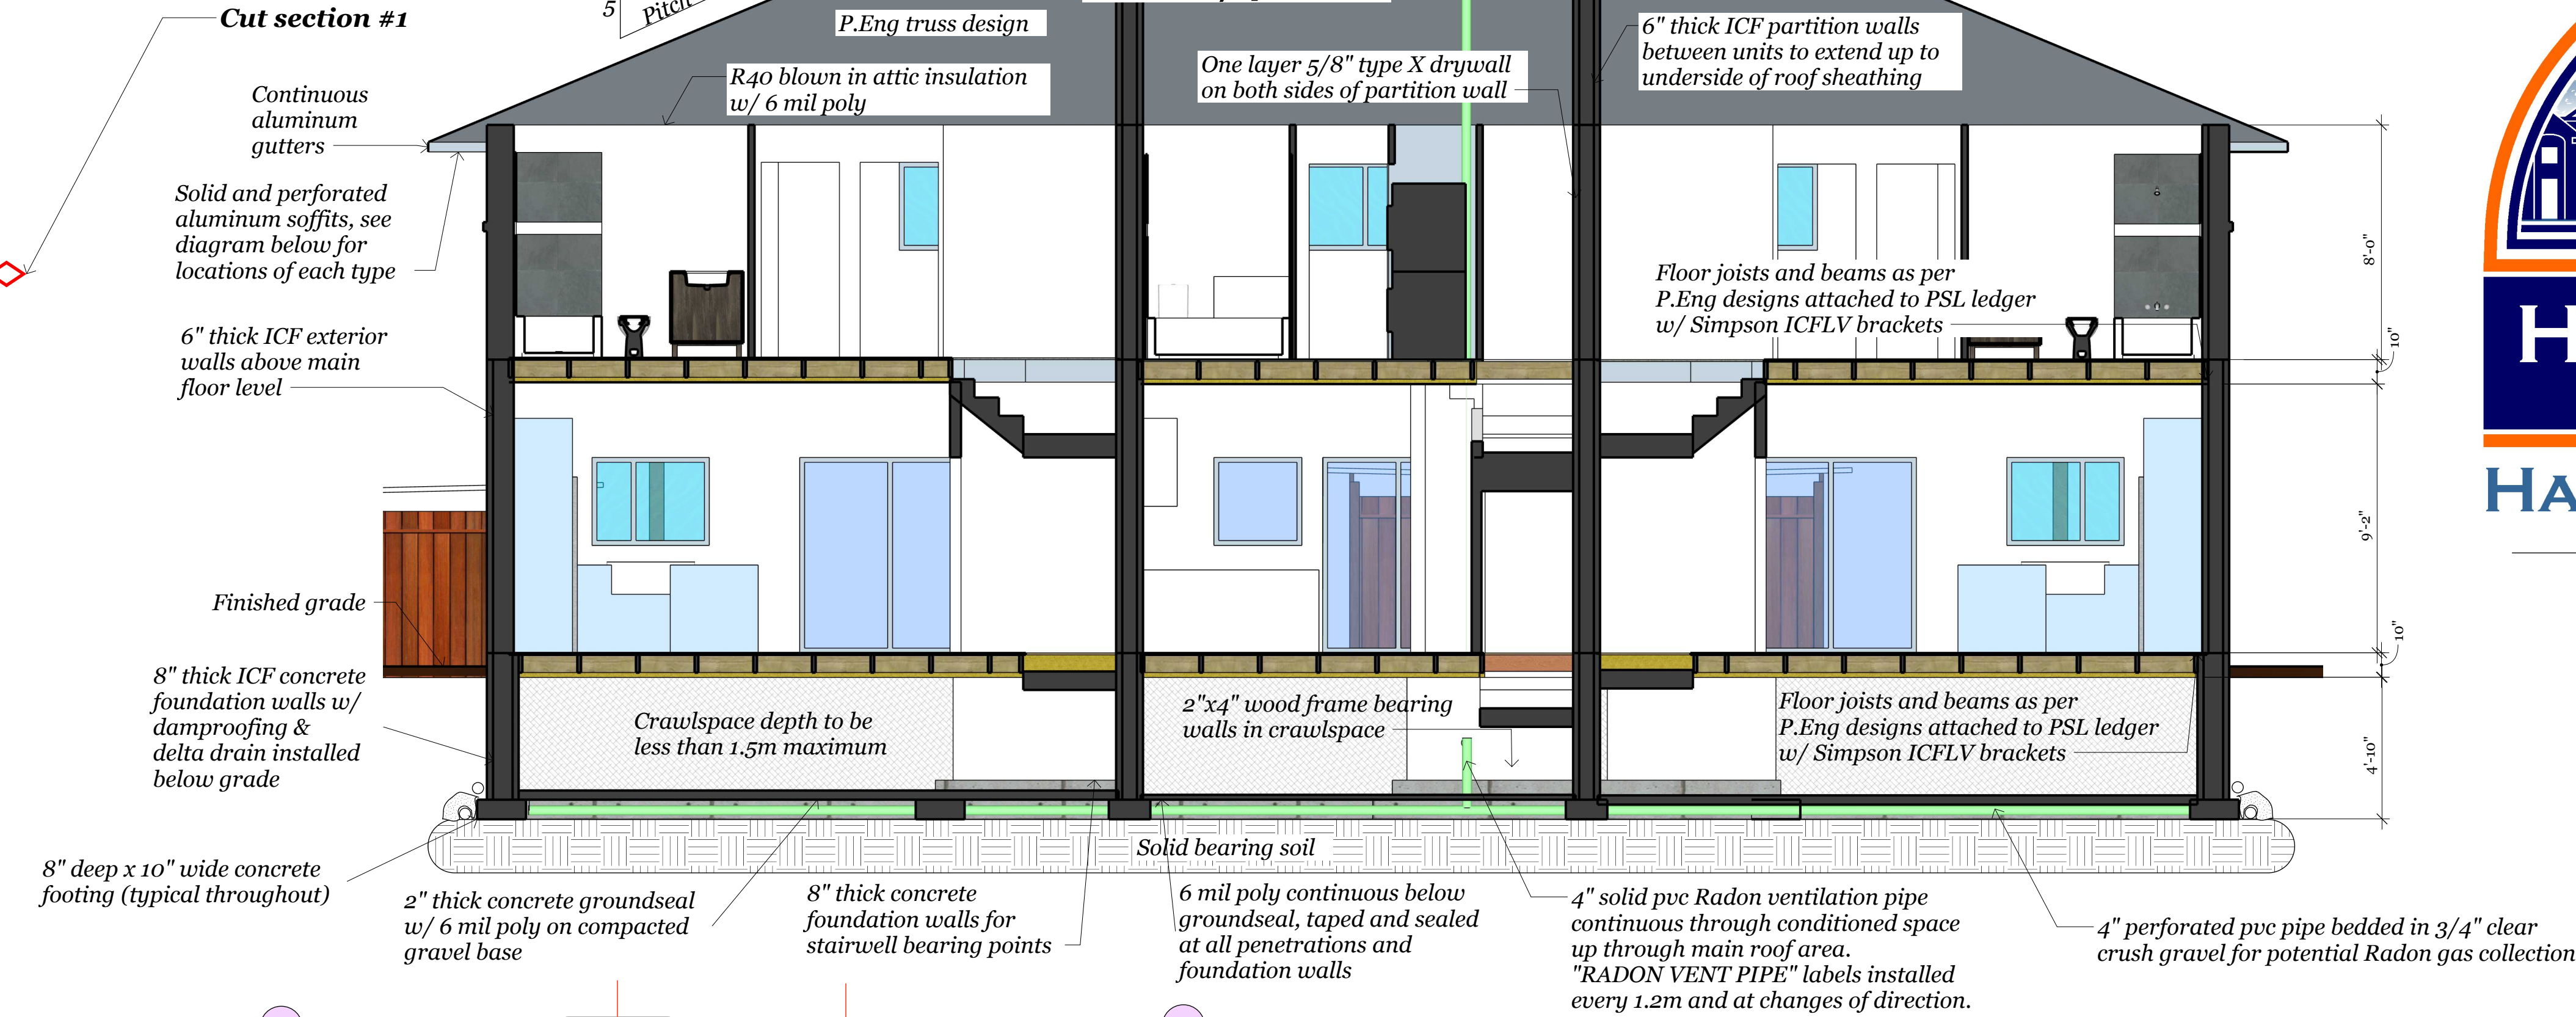 Cut section #1
5
Pitch
P.Eng truss design
R40 blown in attic insulation
w/ 6 mil poly
One layer 5/8" type X drywall
on both sides of partition wall
6" thick ICF partition walls
between units to extend up to
underside of roof sheathing
Continuous
aluminum
gutters
Solid and perforated
aluminum soffits, see
diagram below for
locations of each type
6" thick ICF exterior
walls above main
floor level
Floor joists and beams as per
P.Eng designs attached to PSL ledger
w/ Simpson ICFLV brackets
8'-0"
10"
9'-2"
10"
4'-10"
H
HA
Finished grade
8" thick ICF concrete
foundation walls w/
damproofing &
delta drain installed
below grade
Crawlspace depth to be
less than 1.5m maximum
2"x4" wood frame bearing
walls in crawlspace
Floor joists and beams as per
P.Eng designs attached to PSL ledger
w/ Simpson ICFLV brackets
Solid bearing soil
8" deep x 10" wide concrete
footing (typical throughout)
2" thick concrete groundseal
w/ 6 mil poly on compacted
gravel base
8" thick concrete
foundation walls for
stairwell bearing points
6 mil poly continuous below
groundseal, taped and sealed
at all penetrations and
foundation walls
4" solid pvc Radon ventilation pipe
continuous through conditioned space
up through main roof area.
"RADON VENT PIPE" labels installed
every 1.2m and at changes of direction.
4" perforated pvc pipe bedded in 3/4" clear
crush gravel for potential Radon gas collection